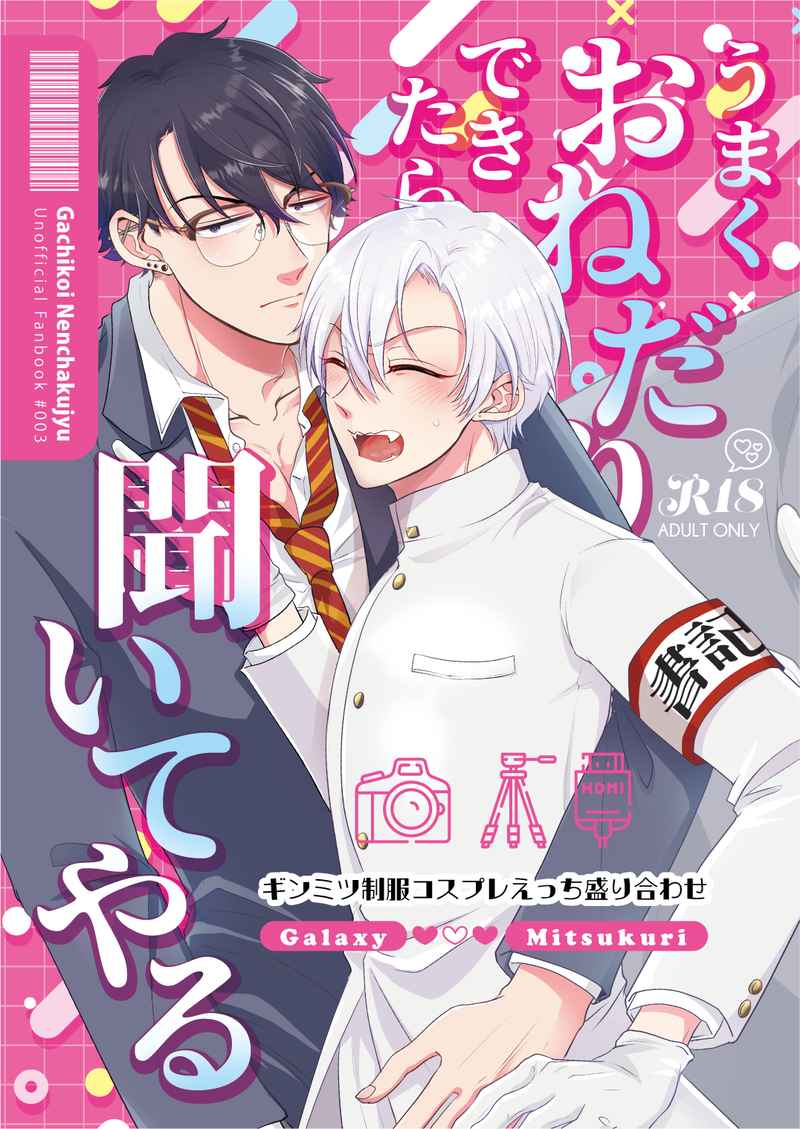 うまく
おねだり
できたら
聞いてやる
Gachikoi Nenchakujyu
Unofficial Fanbook #003
R18
ADULT ONLY
書記
HDMI
ギンミツ制服コスプレえっち盛り合わせ
Galaxy
Mitsukuri